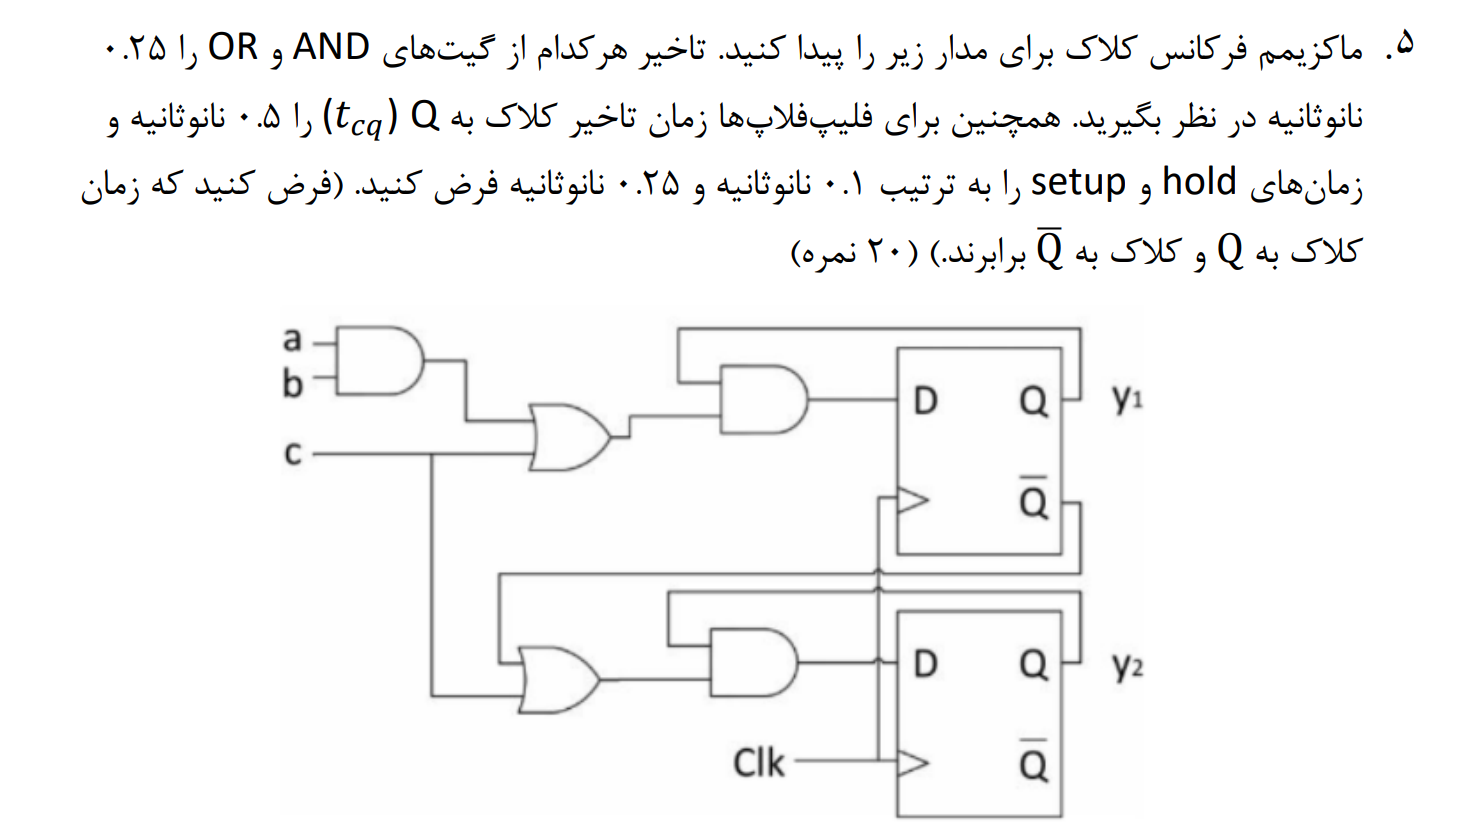 ۵. ماکزیمم فرکانس کلاک برای مدار زیر را پیدا کنید. تاخیر هرکدام از گیت‌های AND و OR را ۰.۲۵
نانوثانیه در نظر بگیرید. همچنین برای فلیپ‌فلاپ‌ها زمان تاخیر کلاک به Q (tcq) را ۰.۵ نانوثانیه و
زمان‌های hold و setup را به ترتیب ۰.۱ نانوثانیه و ۰.۲۵ نانوثانیه فرض کنید. (فرض کنید که زمان
کلاک به Q و کلاک به Q̅ برابرند.) (۲۰ نمره)
a
b
c
D Q y1
Q̅
D Q y2
Clk
Q̅